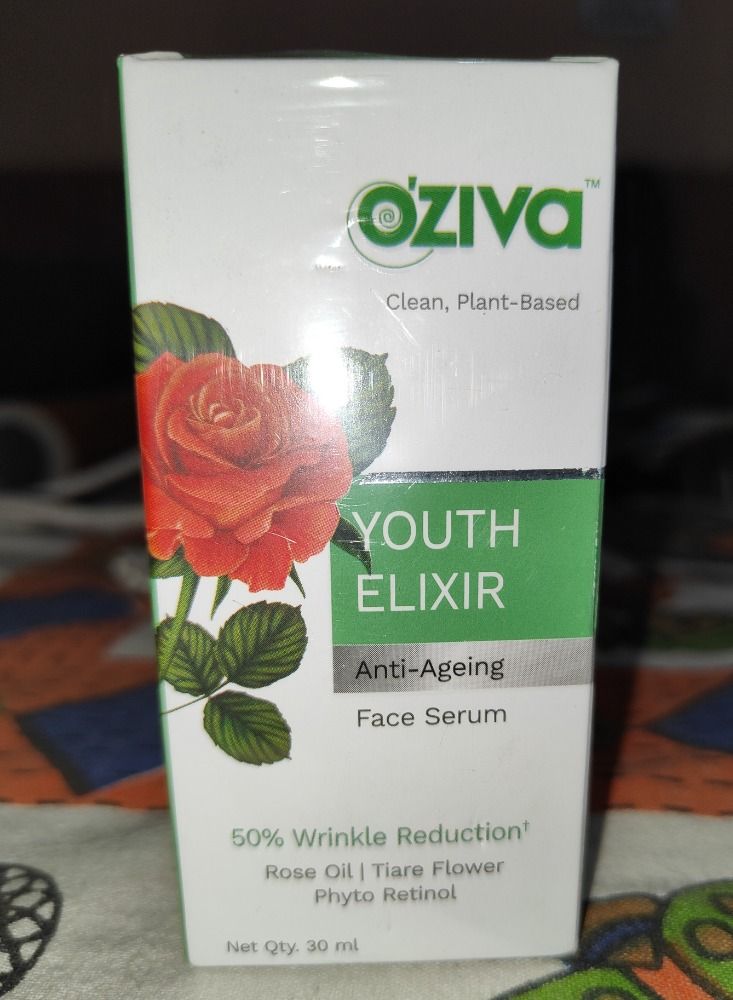 O'ZIVA™
Clean, Plant-Based
YOUTH
ELIXIR
Anti-Ageing
Face Serum
50% Wrinkle Reduction†
Rose Oil | Tiare Flower
Phyto Retinol
Net Qty. 30 ml